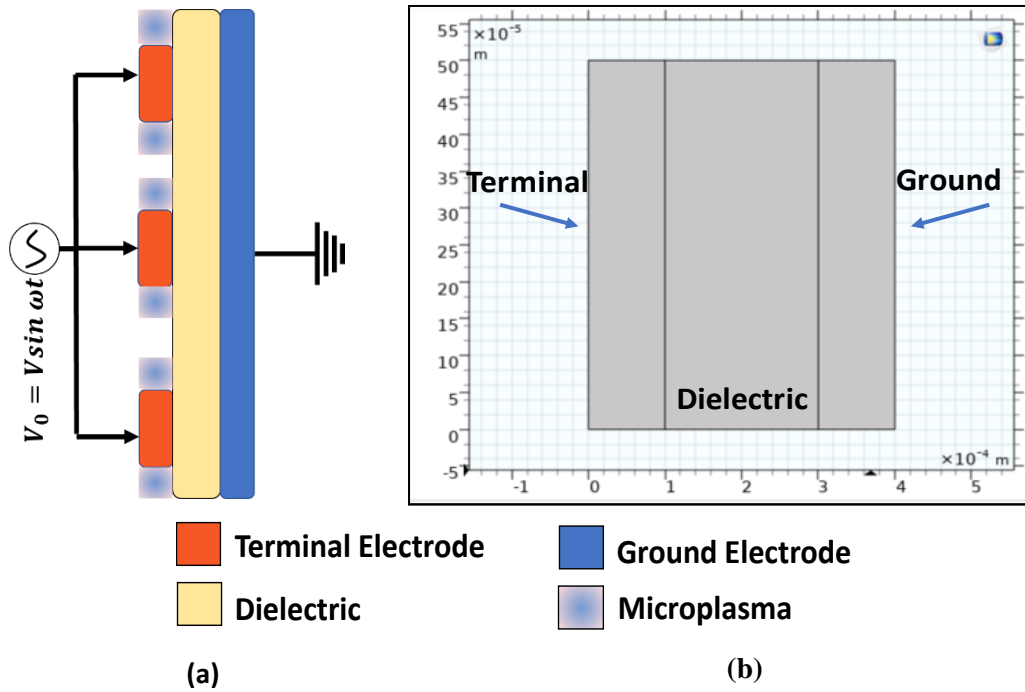 V₀ = Vsin ωt
Terminal Electrode
Dielectric
Ground Electrode
Microplasma
(a)
×10⁻⁵
m
55
50
45
40
35
30
25
20
15
10
5
0
-5
Terminal
Ground
Dielectric
×10⁻⁴ m
-1 0 1 2 3 4 5
(b)